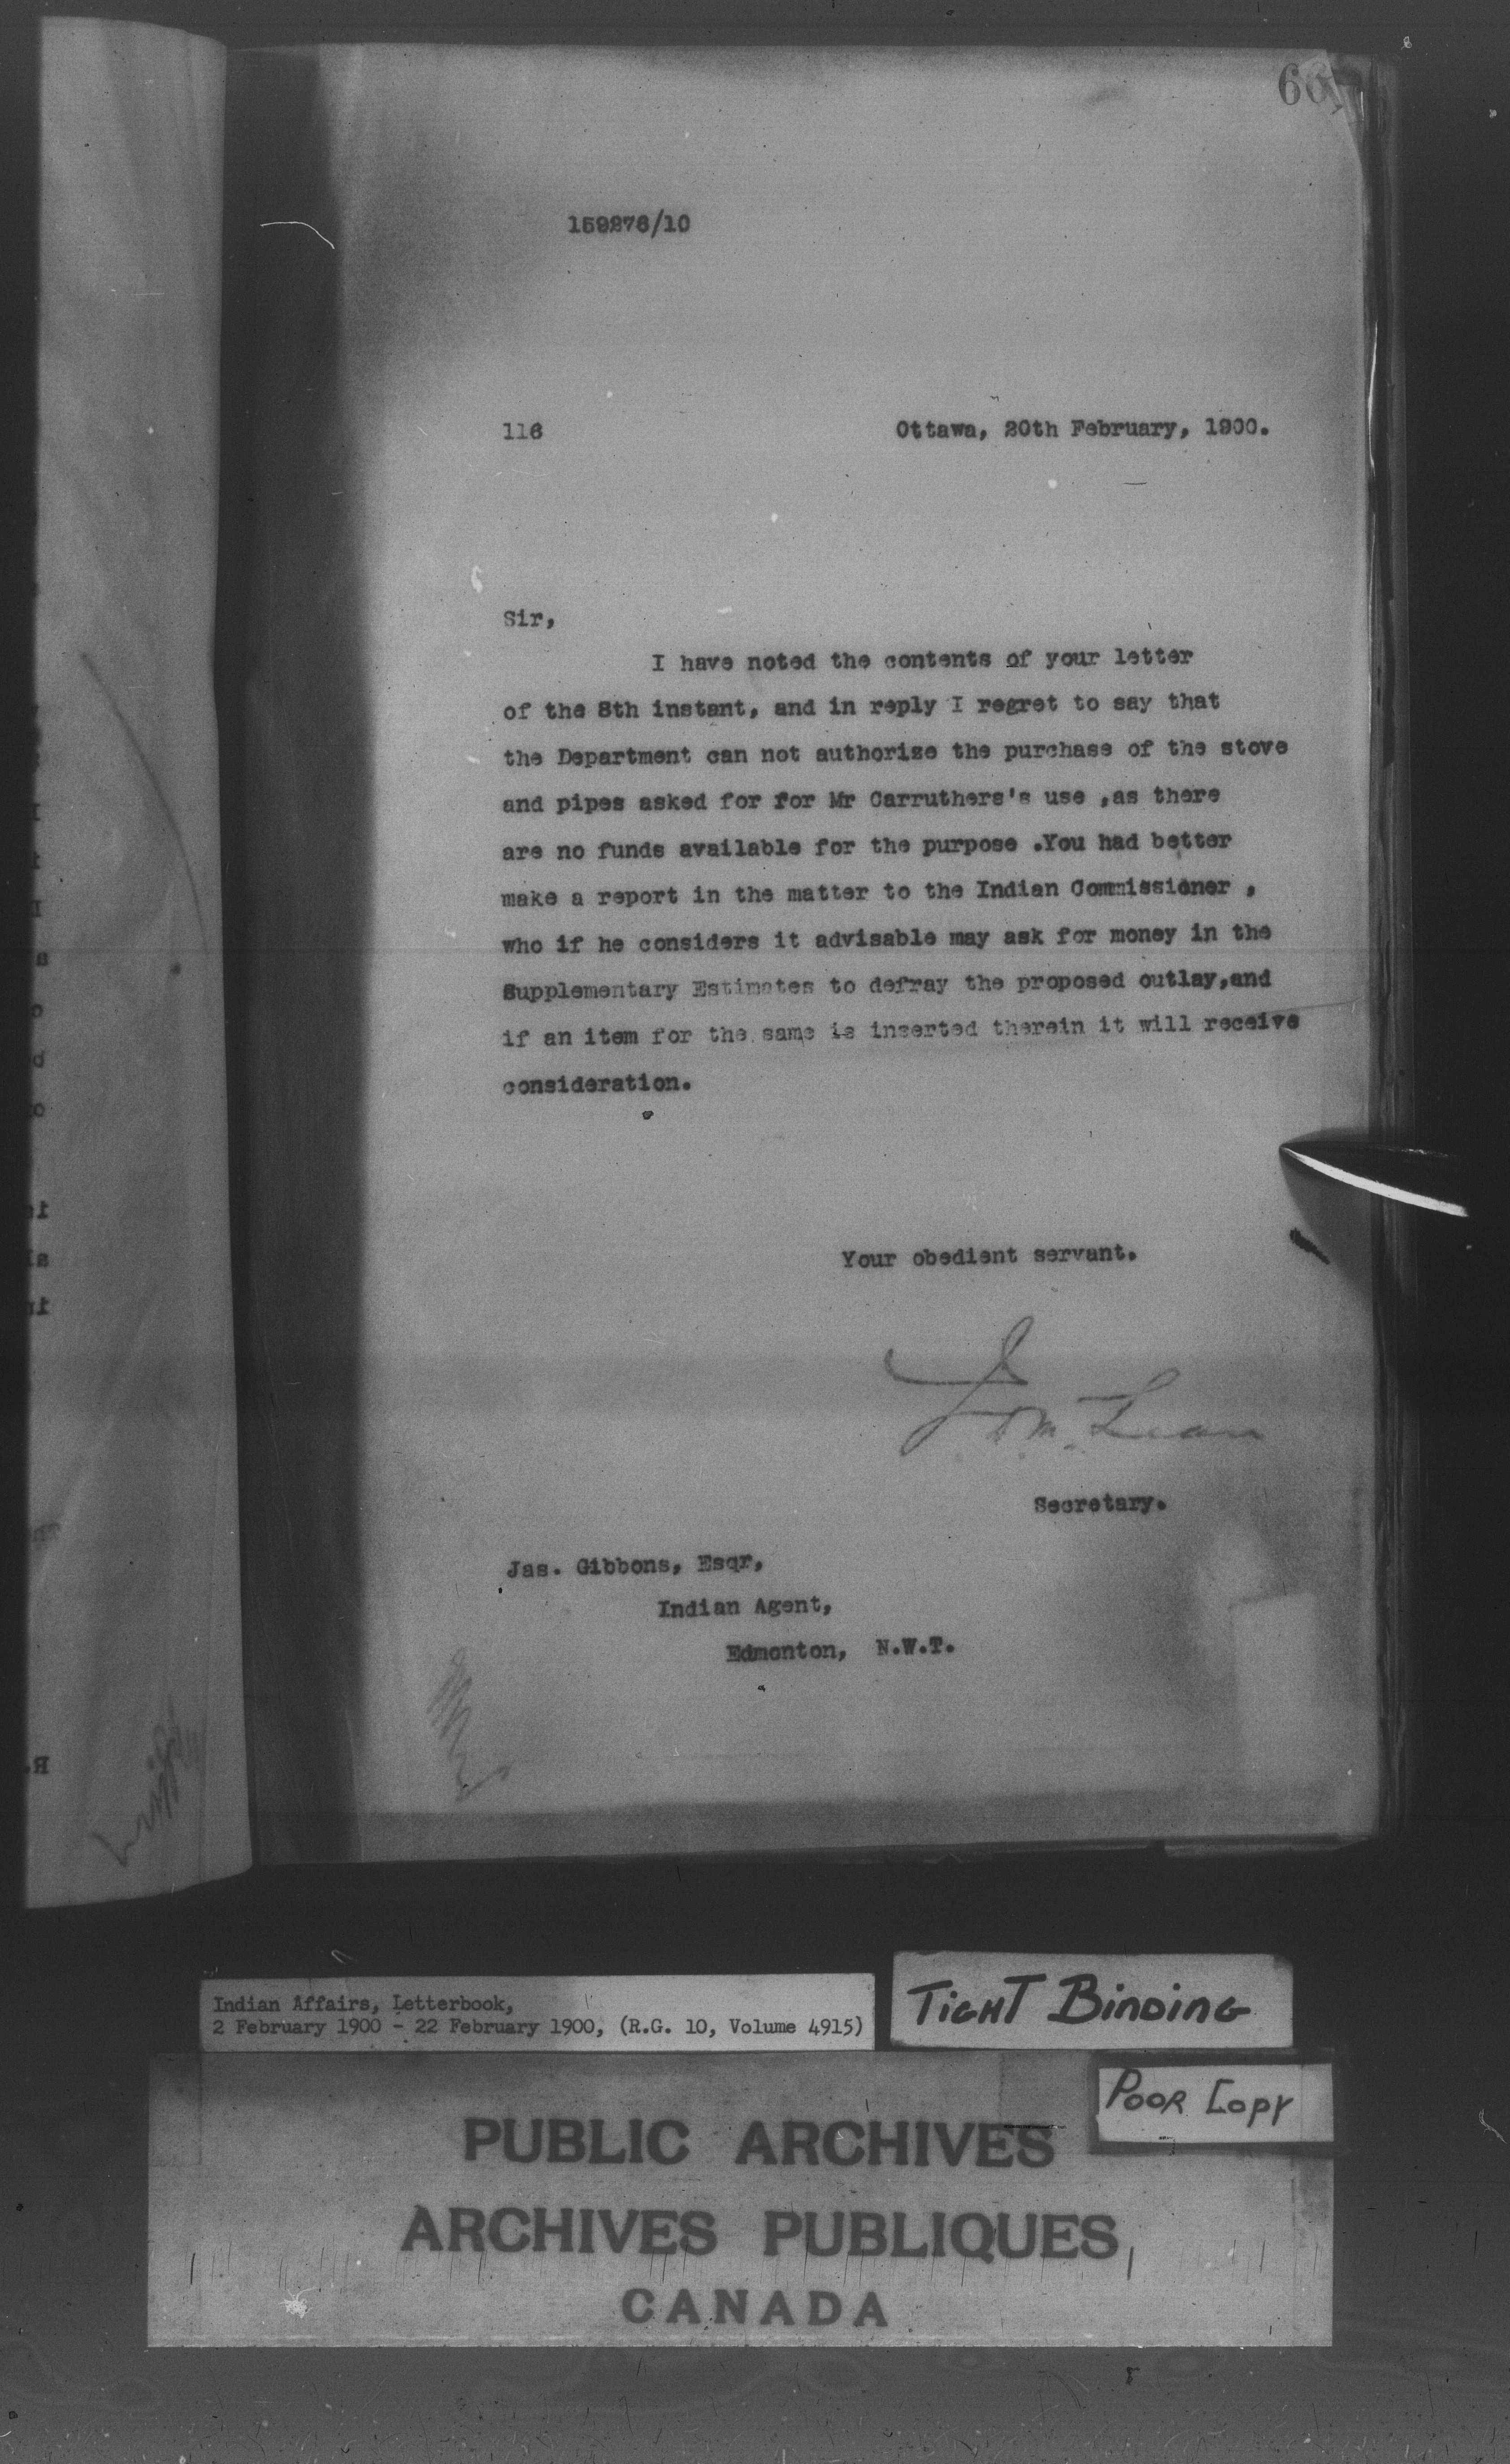 159276/10
116 Ottawa, 20th February, 1900.
Sir,
I have noted the contents of your letter
of the 8th instant, and in reply I regret to say that
the Department can not authorize the purchase of the stove
and pipes asked for for Mr Carruthers's use ,as there
are no funds available for the purpose .You had better
make a report in the matter to the Indian Commissioner ,
who if he considers it advisable may ask for money in the
Supplementary Estimates to defray the proposed outlay,and
if an item for the same is inserted therein it will receive
consideration.
Your obedient servant.
McLean
Secretary.
Jas. Gibbons, Esqr,
Indian Agent,
Edmonton, N.W.T.
Indian Affairs, Letterbook,
2 February 1900 - 22 February 1900, (R.G. 10, Volume 4915)
TIGHT BINDING
POOR COPY
PUBLIC ARCHIVES
ARCHIVES PUBLIQUES
CANADA